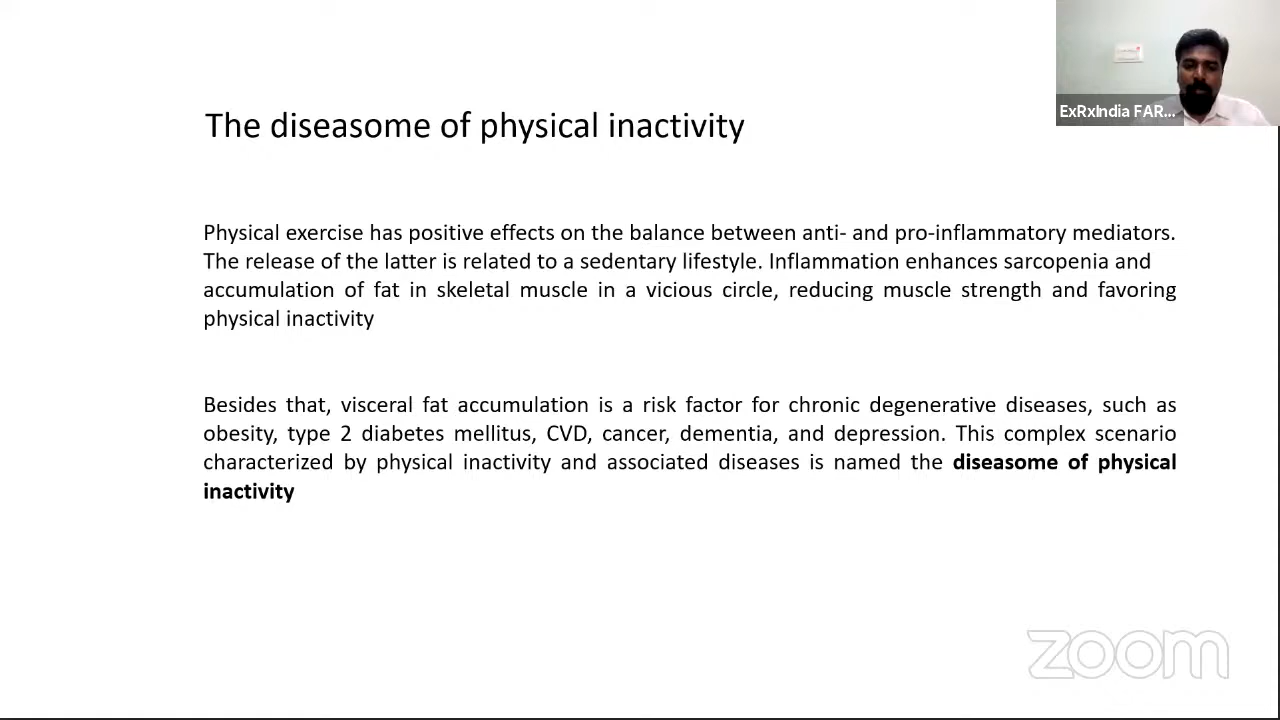 ExRxIndia FAR...
The diseasome of physical inactivity
Physical exercise has positive effects on the balance between anti- and pro-inflammatory mediators.
The release of the latter is related to a sedentary lifestyle. Inflammation enhances sarcopenia and
accumulation of fat in skeletal muscle in a vicious circle, reducing muscle strength and favoring
physical inactivity
Besides that, visceral fat accumulation is a risk factor for chronic degenerative diseases, such as
obesity, type 2 diabetes mellitus, CVD, cancer, dementia, and depression. This complex scenario
characterized by physical inactivity and associated diseases is named the diseasome of physical
inactivity
zoom